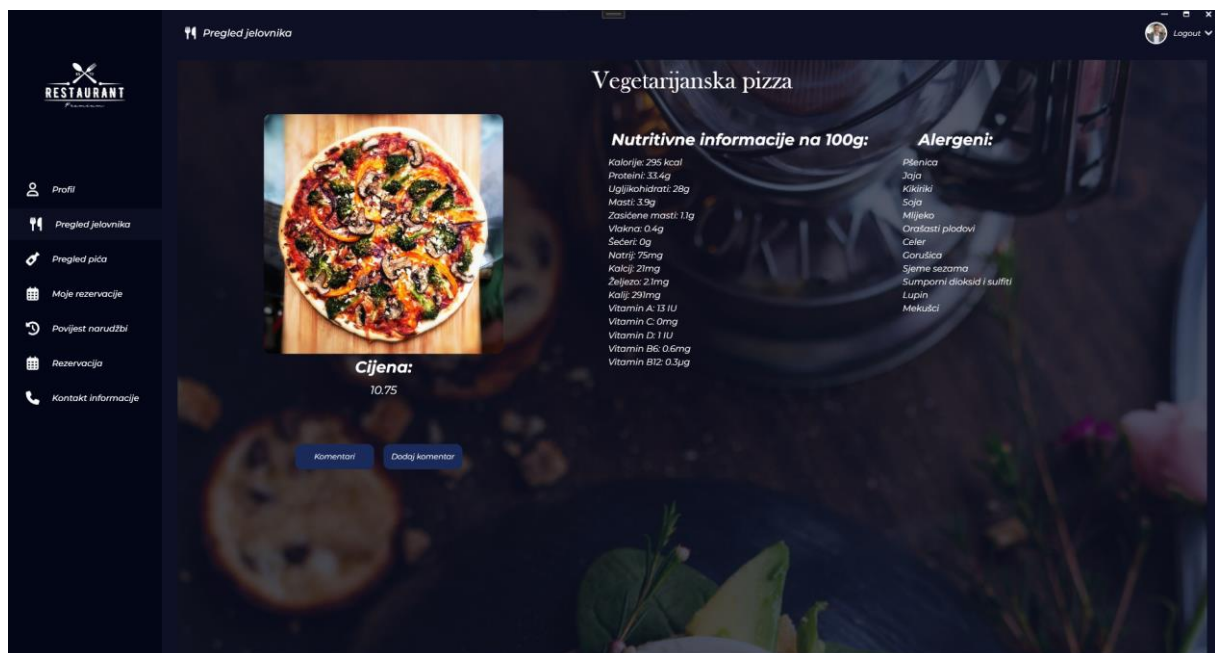 Pregled jelovnika
Logout
RESTAURANT
Premium
Profil
Pregled jelovnika
Pregled pića
Moje rezervacije
Povijest narudžbi
Rezervacija
Kontakt informacije
Vegetarijanska pizza
Cijena:
10.75
Komentari
Dodaj komentar
Nutritivne informacije na 100g:
Kalorije: 295 kcal
Proteini: 33.4g
Ugljikohidrati: 28g
Masti: 3.9g
Zasićene masti: 1.1g
Vlakna: 0.4g
Šećeri: 0g
Natrij: 75mg
Kalcij: 21mg
Željezo: 2.1mg
Kalij: 291mg
Vitamin A: 13 IU
Vitamin C: 0mg
Vitamin D: 1 IU
Vitamin B6: 0.6mg
Vitamin B12: 0.3μg
Alergeni:
Pšenica
Jaja
Kikiriki
Soja
Mlijeko
Orašasti plodovi
Celer
Gorušica
Sjeme sezama
Sumporni dioksid i sulfiti
Lupin
Mekušci